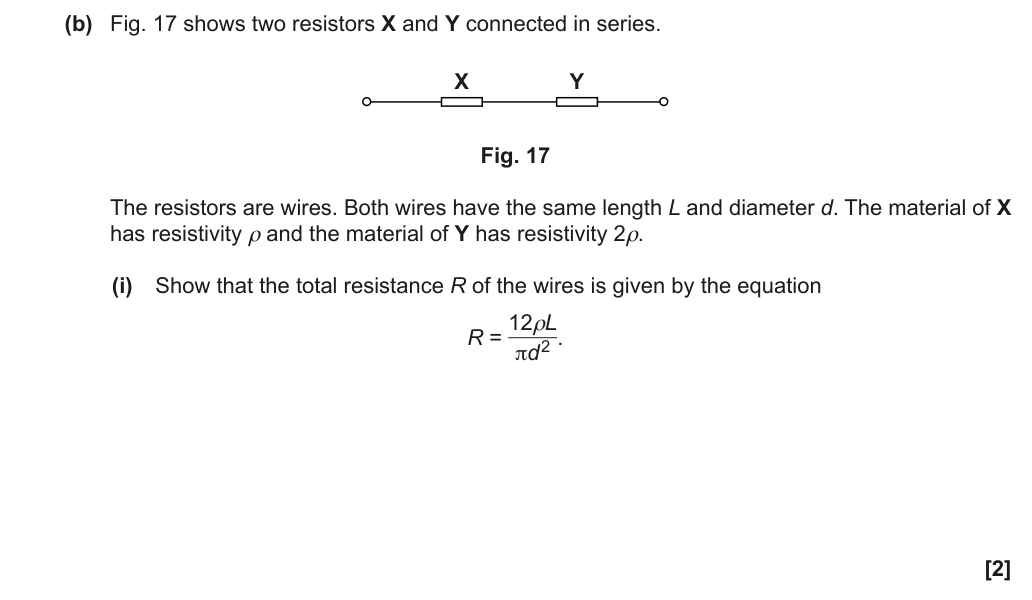 (b) Fig. 17 shows two resistors X and Y connected in series.
X Y
Fig. 17
The resistors are wires. Both wires have the same length L and diameter d. The material of X
has resistivity ρ and the material of Y has resistivity 2ρ.
(i) Show that the total resistance R of the wires is given by the equation
R = 12ρL / πd².
[2]